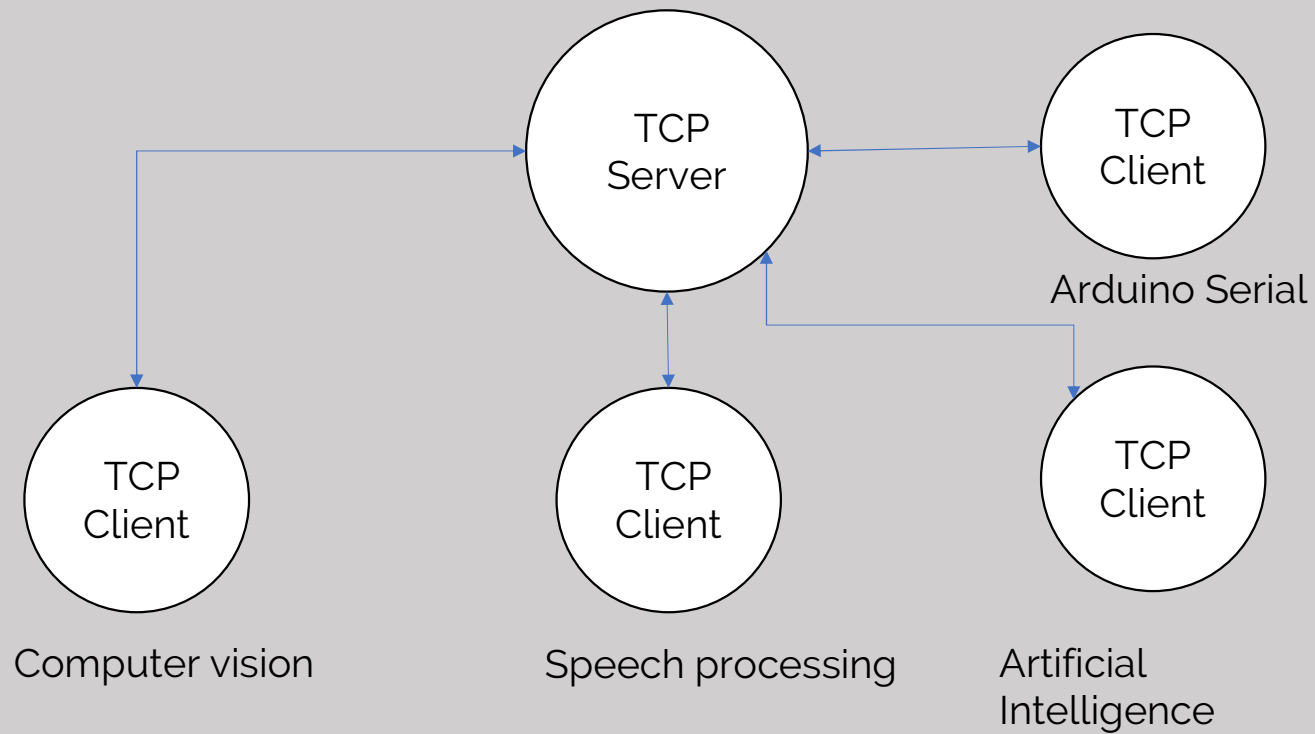 TCP
Server
TCP
Client
Arduino Serial
TCP
Client
TCP
Client
TCP
Client
Computer vision
Speech processing
Artificial
Intelligence